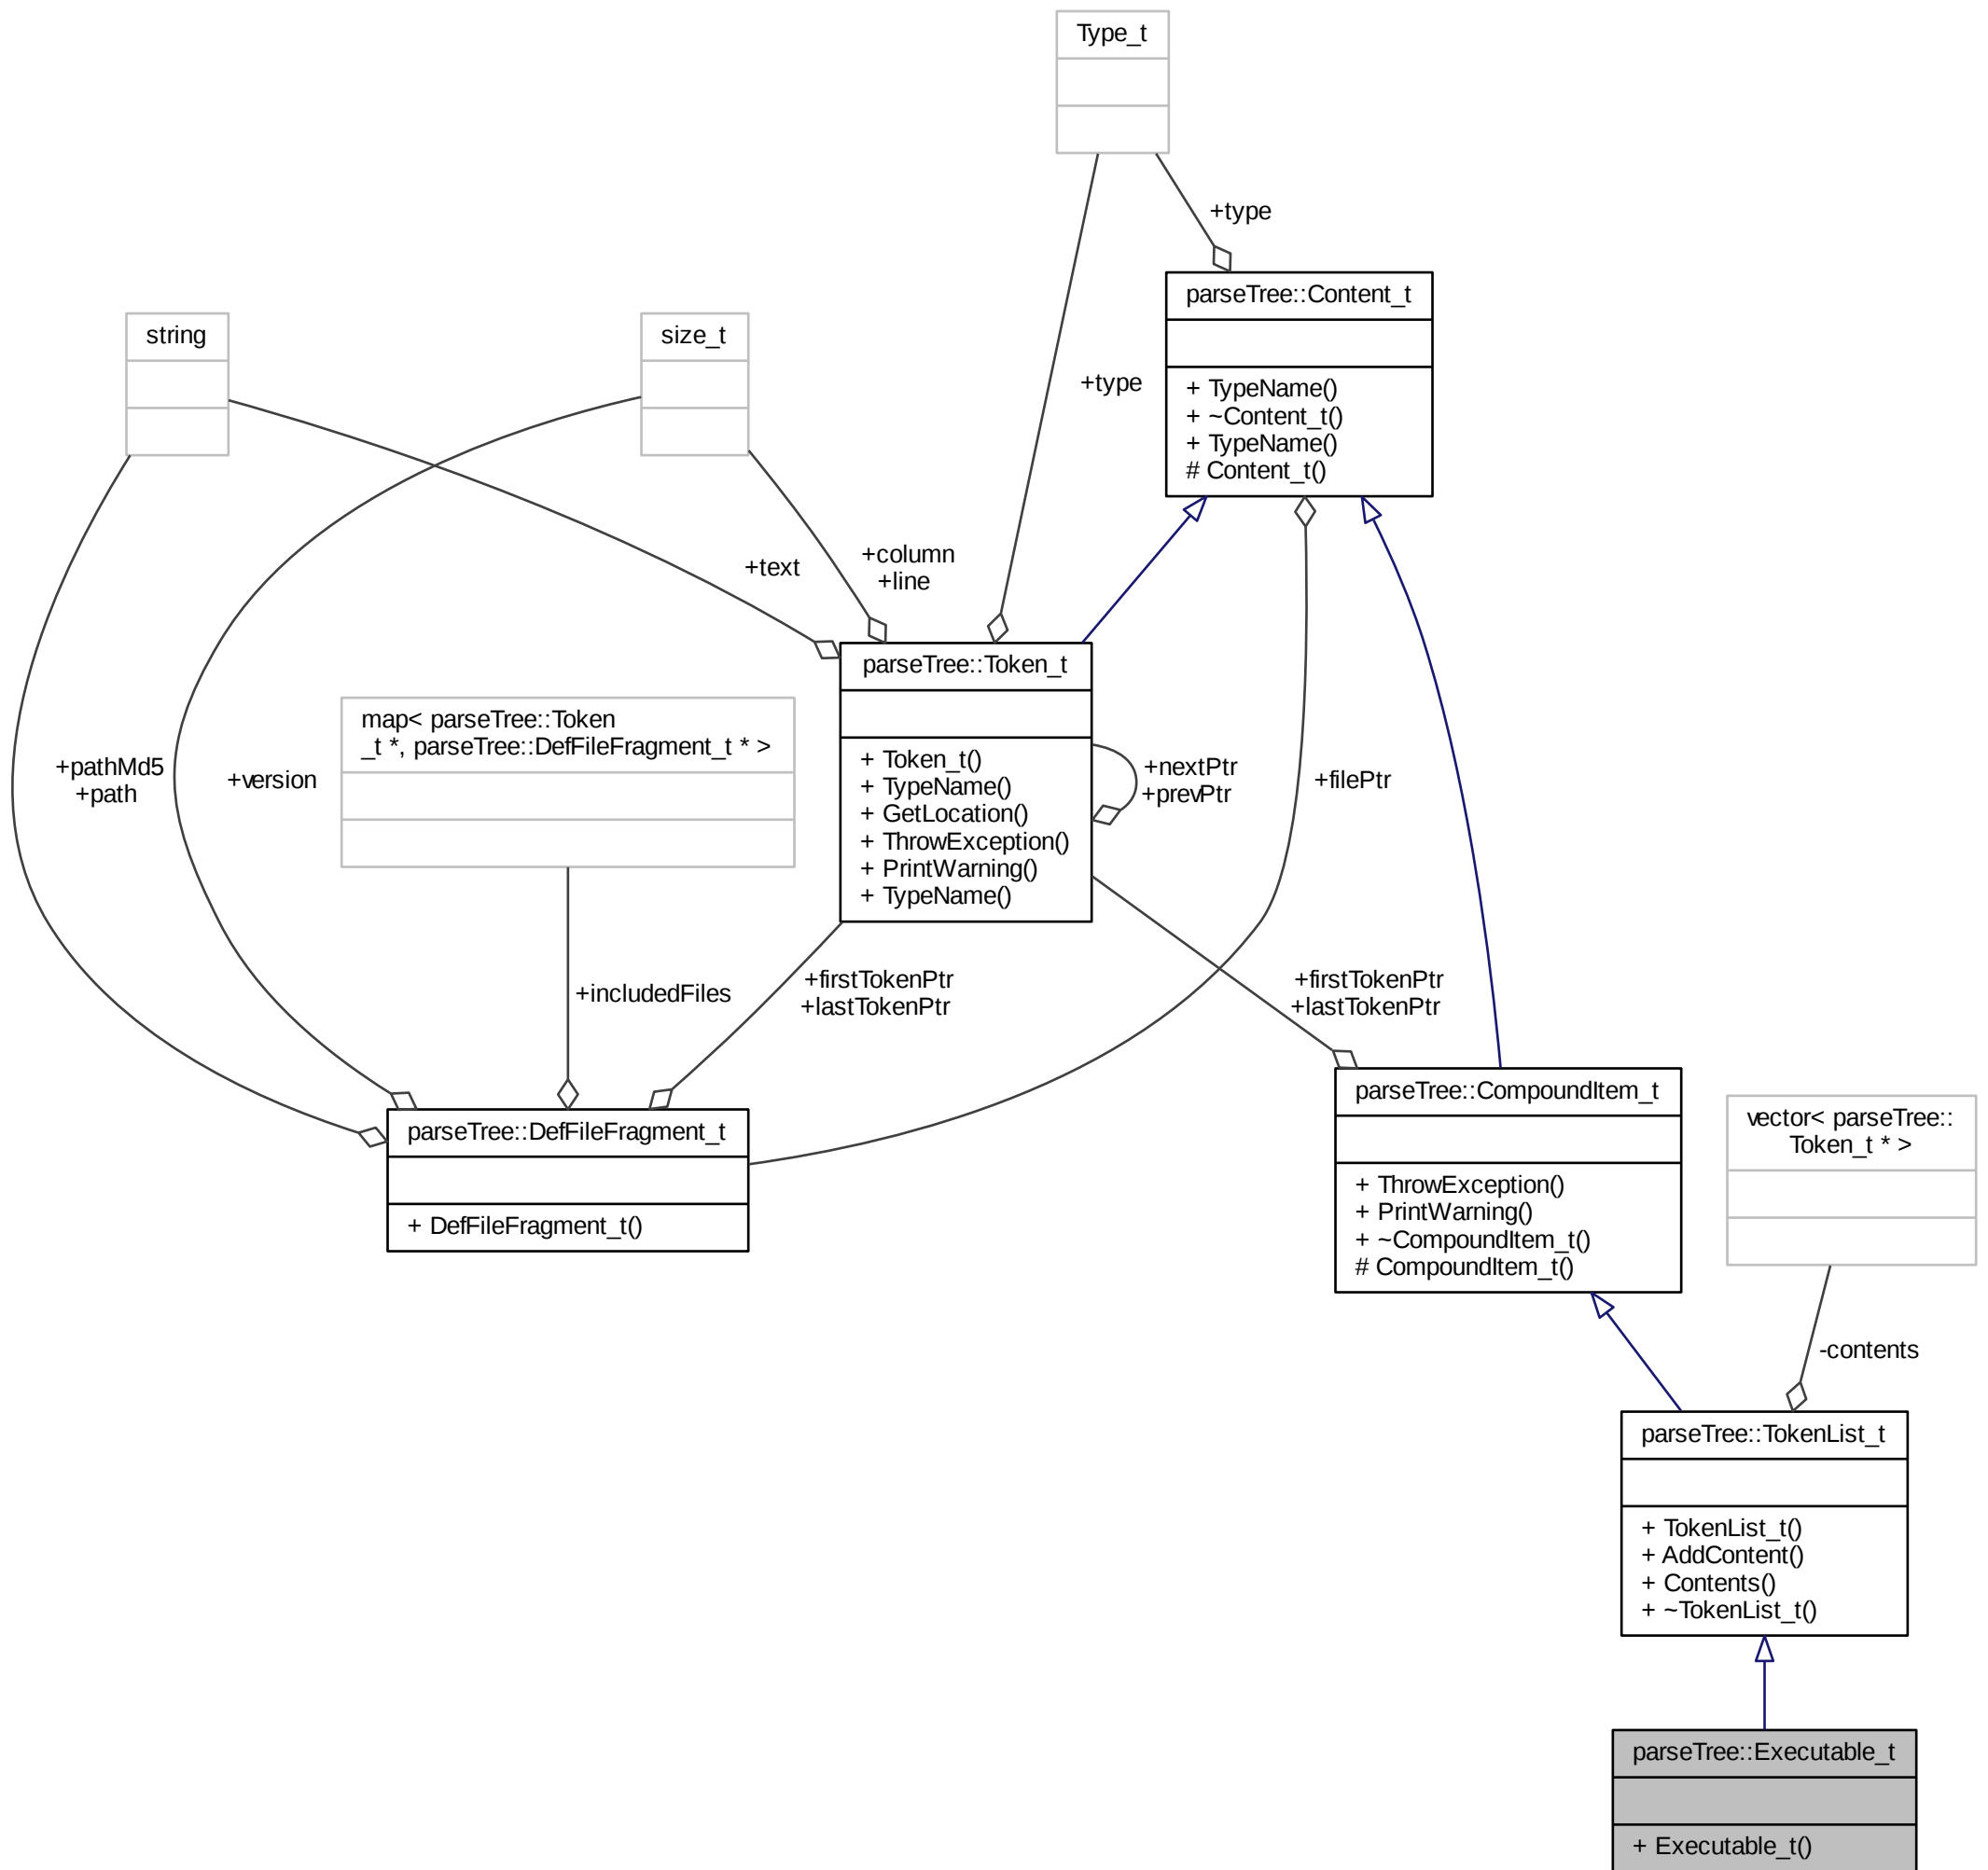 Type_t
+type
parseTree::Content_t
+ TypeName()
+ ~Content_t()
+ TypeName()
# Content_t()
string
size_t
+type
+text
+column
+line
parseTree::Token_t
+ Token_t()
+ TypeName()
+ GetLocation()
+ ThrowException()
+ PrintWarning()
+ TypeName()
+nextPtr
+prevPtr
map< parseTree::Token
_t *, parseTree::DefFileFragment_t * >
+pathMd5
+path
+version
+filePtr
+includedFiles
+firstTokenPtr
+lastTokenPtr
+firstTokenPtr
+lastTokenPtr
parseTree::DefFileFragment_t
+ DefFileFragment_t()
parseTree::CompoundItem_t
+ ThrowException()
+ PrintWarning()
+ ~CompoundItem_t()
# CompoundItem_t()
vector< parseTree::
Token_t * >
-contents
parseTree::TokenList_t
+ TokenList_t()
+ AddContent()
+ Contents()
+ ~TokenList_t()
parseTree::Executable_t
+ Executable_t()